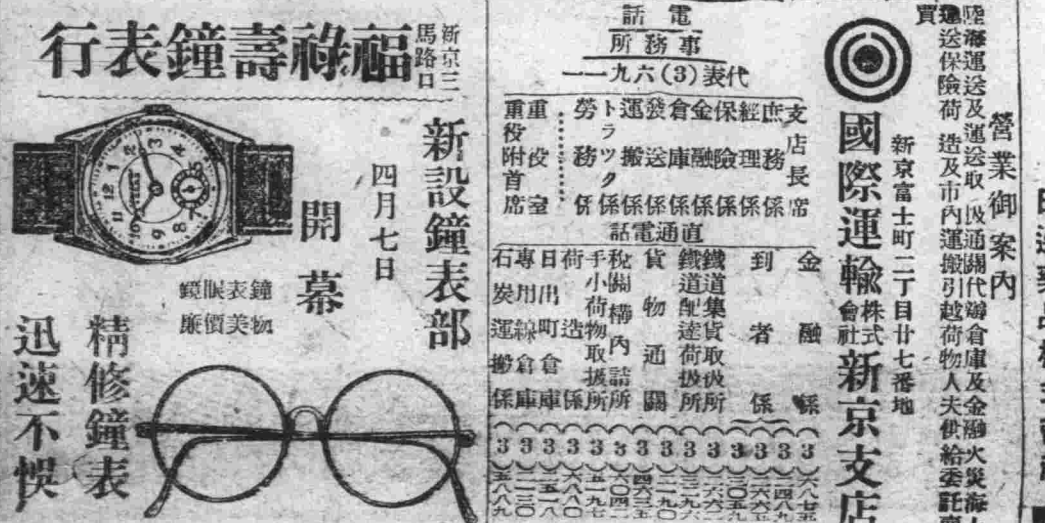 營業御案內
陸海運送及運送取扱通關代辦倉庫及金融火災海
運送保險荷造及市內運搬引越荷物人夫供給委託賣
買
新京富士町二丁目廿七番地
國際運輸株式會社新京支店
電話
事務所
代表(3)六九一一
支店長席
庶務係
經理係
保險係
金融係
倉庫係
發送係
運搬係
トラック係
勞務係
重役室
重役附首席
直通電話
金融係
到着係
鐵道集貨取扱所
鐵道配達荷扱所
貨物通關
稅關構內詰所
手小荷物取扱所
荷造係
日出町倉庫
專用線倉庫
石炭運搬係
新京三馬路口
福祿壽鐘表行
新設鐘表部
四月七日
開幕
鐘表眼鏡
物美價廉
精修鐘表
迅速不悞